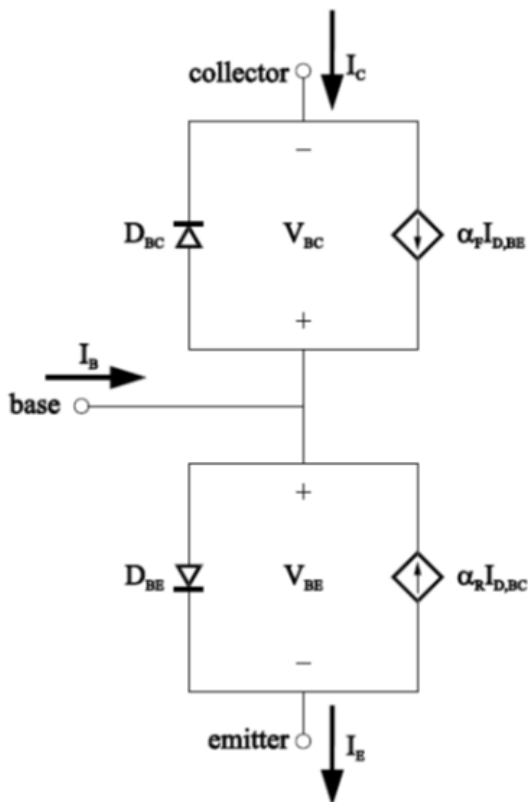 collector
I_C
−
D_BC
V_BC
α_F I_D,BE
+
I_B
base
+
D_BE
V_BE
α_R I_D,BC
−
emitter
I_E